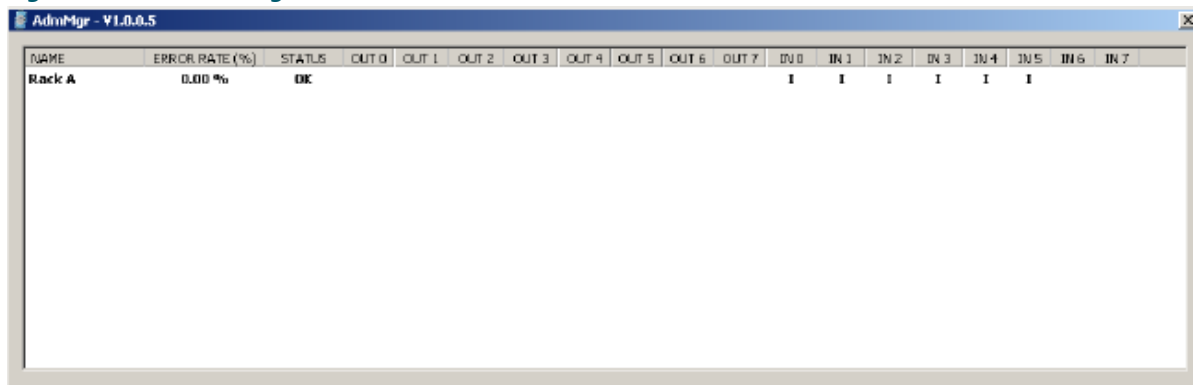 AdmMgr - V1.0.0.5
NAME ERROR RATE (%) STATUS OUT 0 OUT 1 OUT 2 OUT 3 OUT 4 OUT 5 OUT 6 OUT 7 IN 0 IN 1 IN 2 IN 3 IN 4 IN 5 IN 6 IN 7
Rack A 0.00 % OK I I I I I I